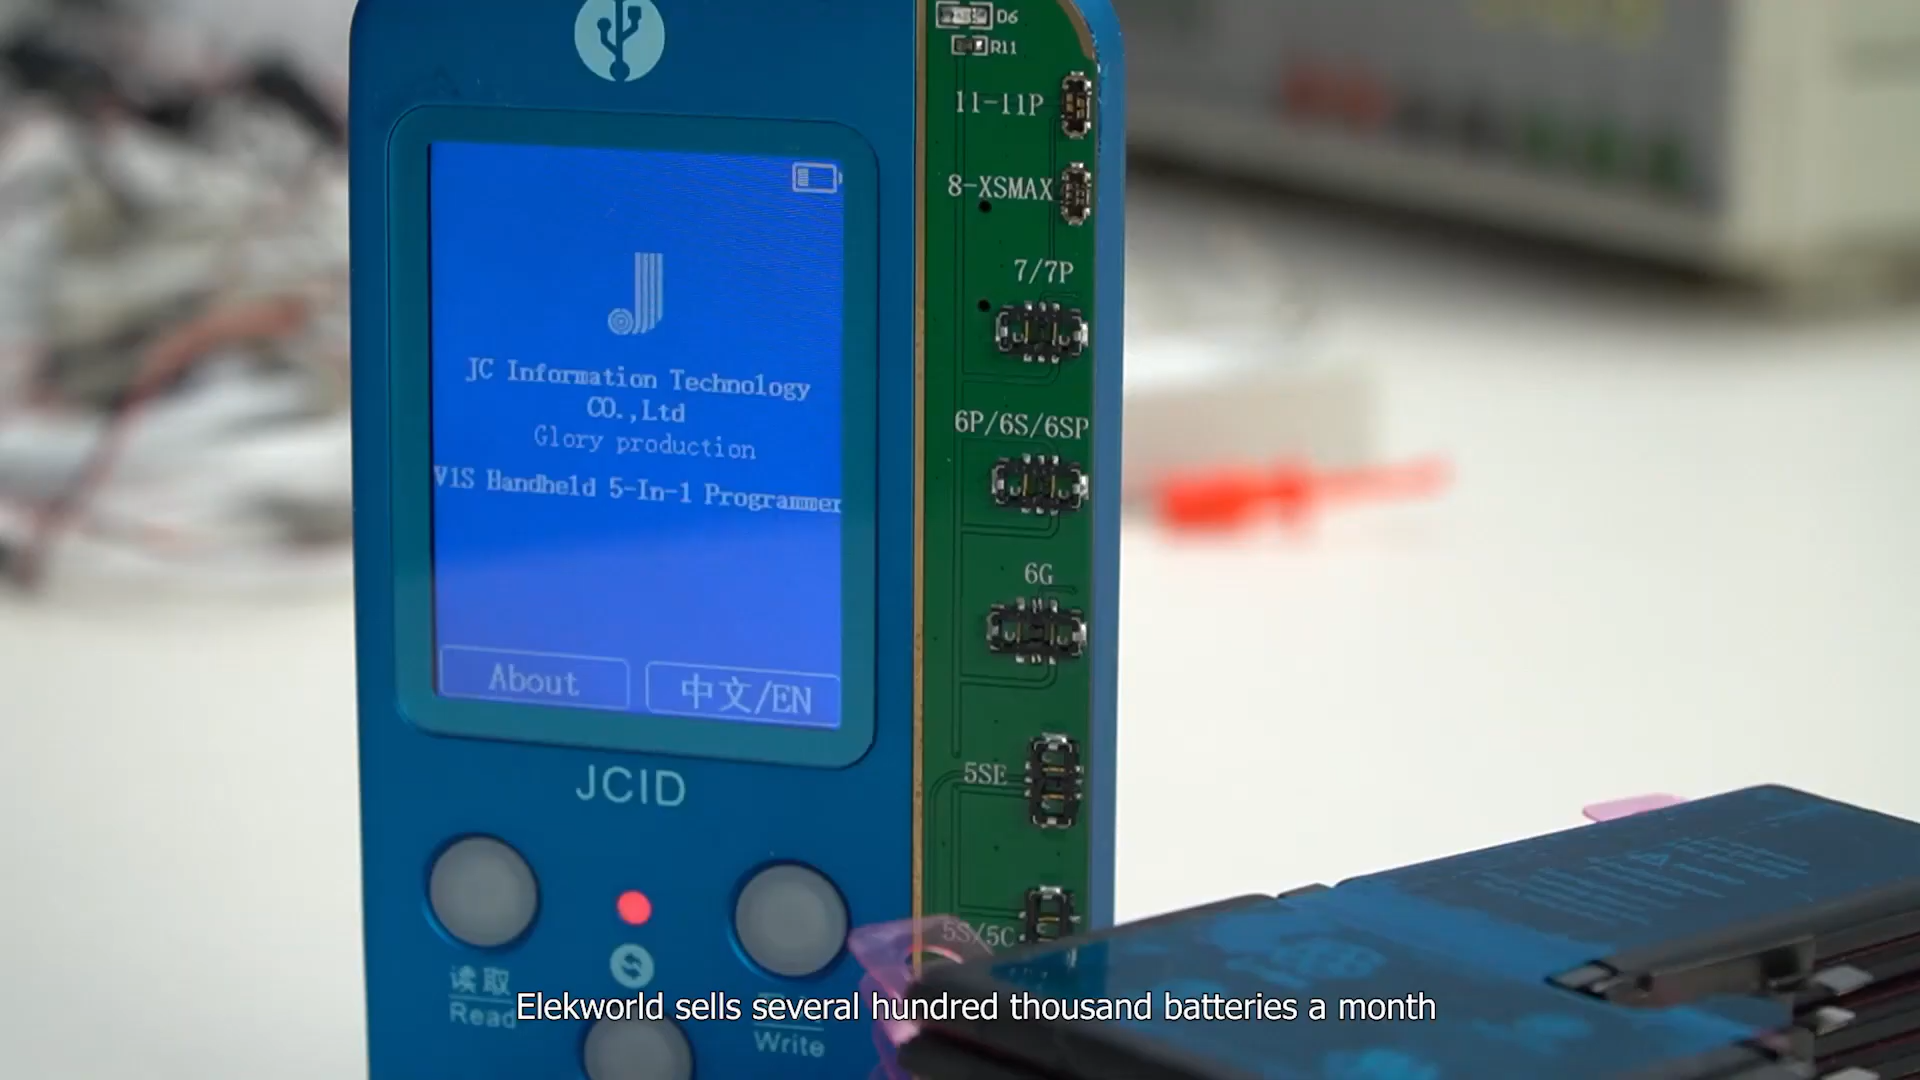 D6
R11
11-11P
8-XSMAX
7/7P
6P/6S/6SP
6G
5SE
5S/5C
JC Information Technology
CO.,Ltd
Glory production
V1S Handheld 5-In-1 Programmer
About
中文/EN
JCID
读取
Read
Write
Elekworld sells several hundred thousand batteries a month